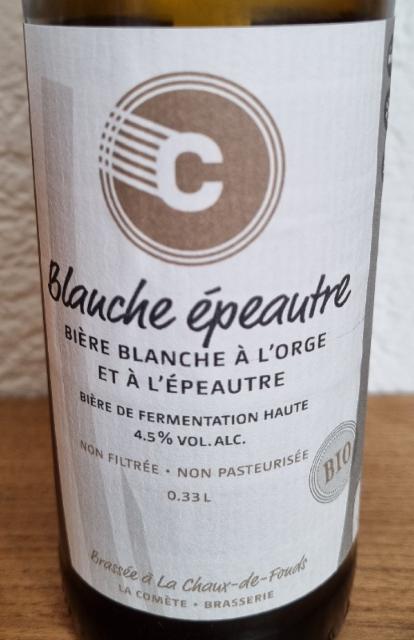 C
Blanche épeautre
BIÈRE BLANCHE À L'ORGE
ET À L'ÉPEAUTRE
BIÈRE DE FERMENTATION HAUTE
4.5% VOL. ALC.
NON FILTRÉE • NON PASTEURISÉE
BIO
0.33 L
Brassée à La Chaux-de-Fonds
LA COMÈTE • BRASSERIE